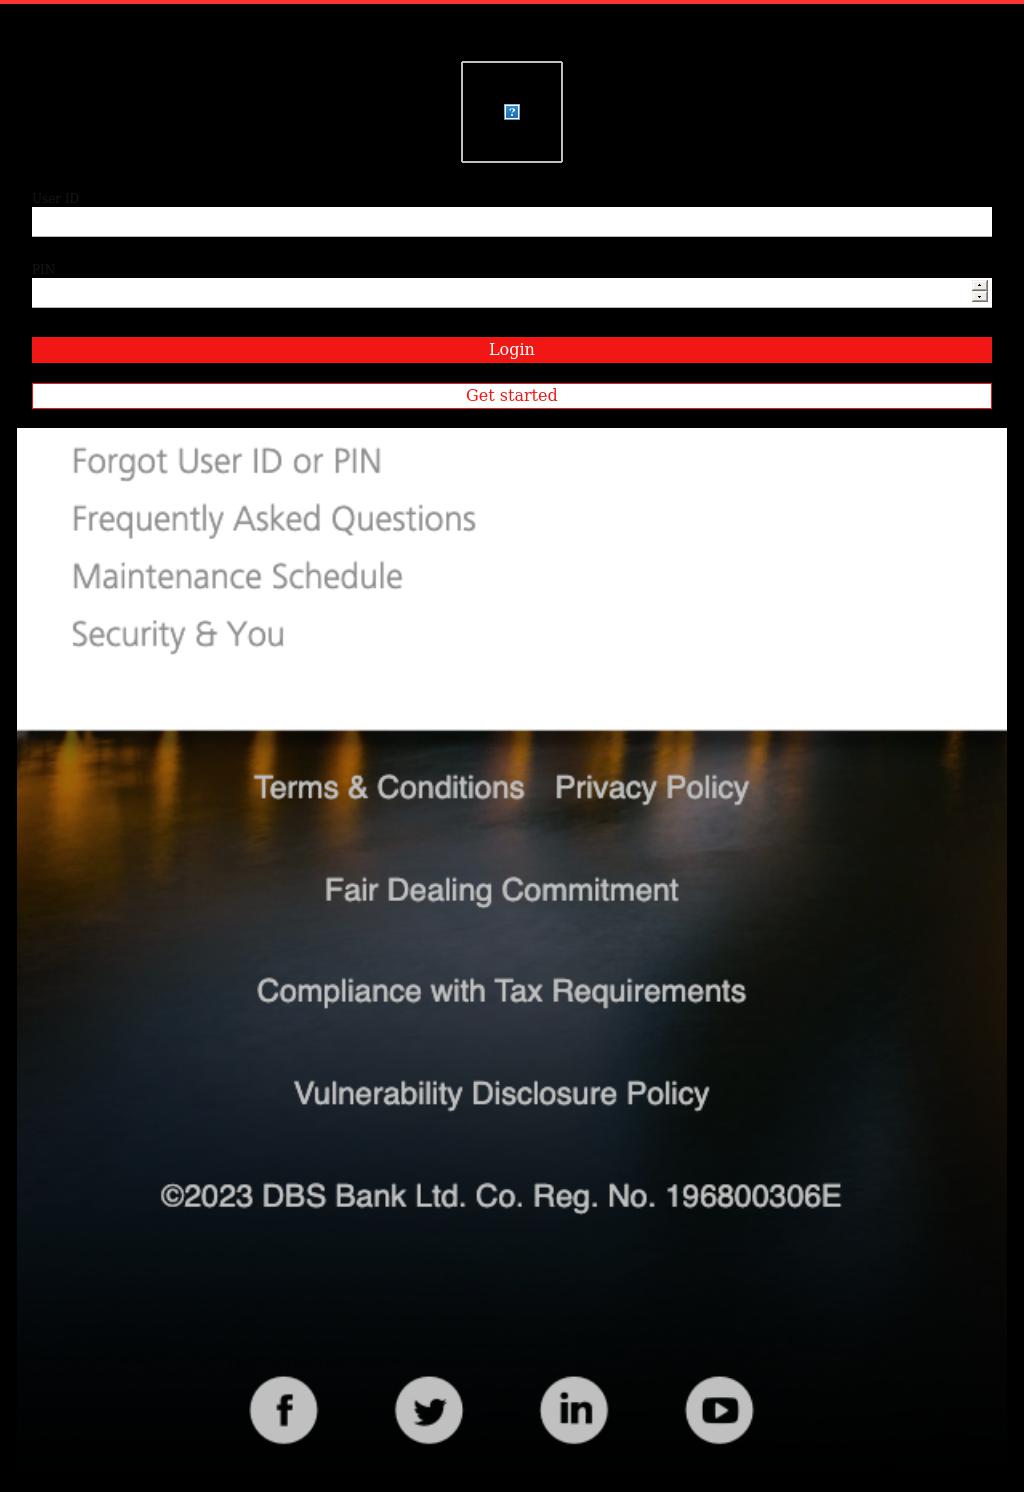 User ID
PIN
Login
Get started
Forgot User ID or PIN
Frequently Asked Questions
Maintenance Schedule
Security & You
Terms & Conditions Privacy Policy
Fair Dealing Commitment
Compliance with Tax Requirements
Vulnerability Disclosure Policy
©2023 DBS Bank Ltd. Co. Reg. No. 196800306E